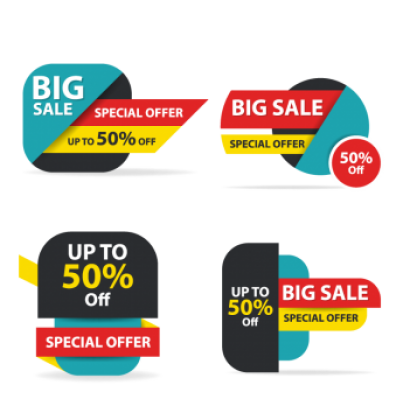 BIG
SALE
SPECIAL OFFER
UP TO 50% OFF
BIG SALE
SPECIAL OFFER
50%
Off
UP TO
50%
Off
SPECIAL OFFER
UP TO
50%
Off
BIG SALE
SPECIAL OFFER